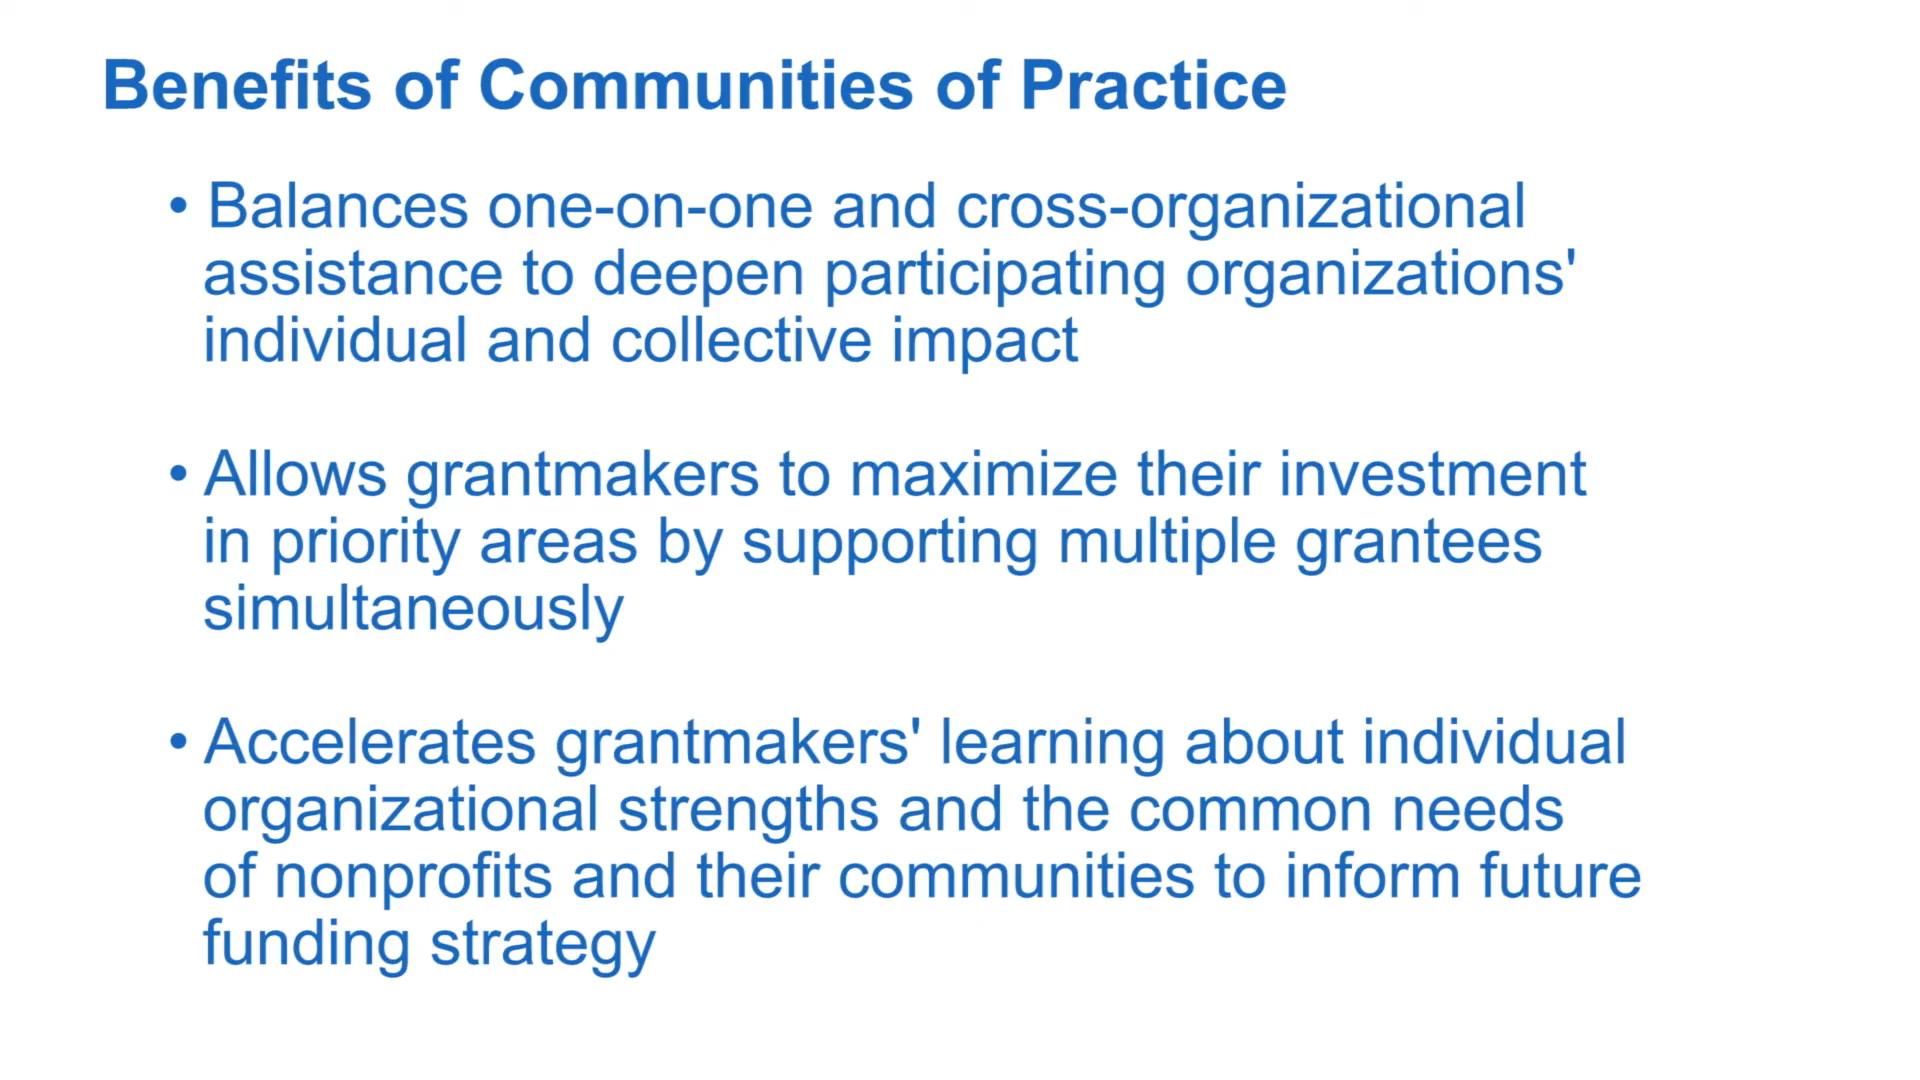 Benefits of Communities of Practice
• Balances one-on-one and cross-organizational
assistance to deepen participating organizations'
individual and collective impact
• Allows grantmakers to maximize their investment
in priority areas by supporting multiple grantees
simultaneously
• Accelerates grantmakers' learning about individual
organizational strengths and the common needs
of nonprofits and their communities to inform future
funding strategy